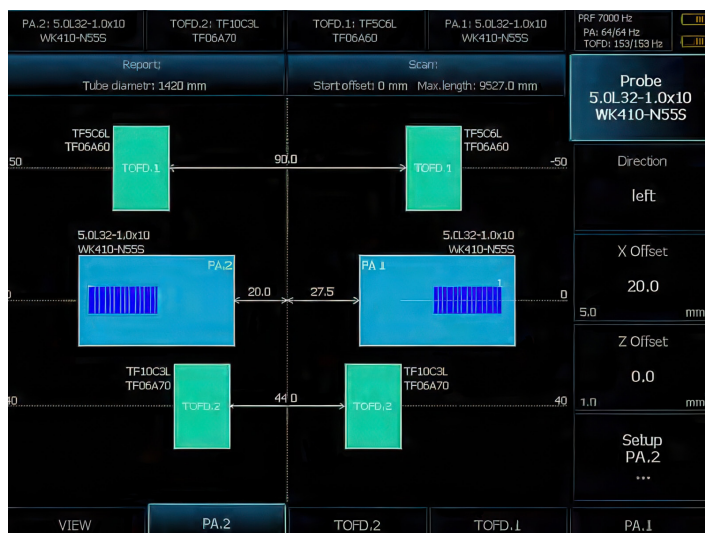 PA.2: 5.0L32-1.0x10
WK410-N55S
TOFD.2: TF10C3L
TF06A70
TOFD.1: TF5C6L
TF06A60
PA.1: 5.0L32-1.0x10
WK410-N55S
PRF 7000 Hz
PA: 64/64 Hz
TOFD: 153/153 Hz
Report:
Tube diametr: 1420 mm
Scan:
Start offset: 0 mm Max.length: 9527.0 mm
Probe
5.0L32-1.0x10
WK410-N55S
TF5C6L
TF06A60
TF5C6L
TF06A60
50
TOFD.1
90.0
TOFD.1
-50
Direction
left
5.0L32-1.0x10
WK410-N55S
5.0L32-1.0x10
WK410-N55S
PA.2
PA.1
20.0
27.5
1
0
X Offset
20.0
5.0 mm
Z Offset
0.0
1.0 mm
TF10C3L
TF06A70
TF10C3L
TF06A70
40
TOFD.2
44.0
TOFD.2
40
Setup
PA.2
...
VIEW
PA.2
TOFD.2
TOFD.1
PA.1